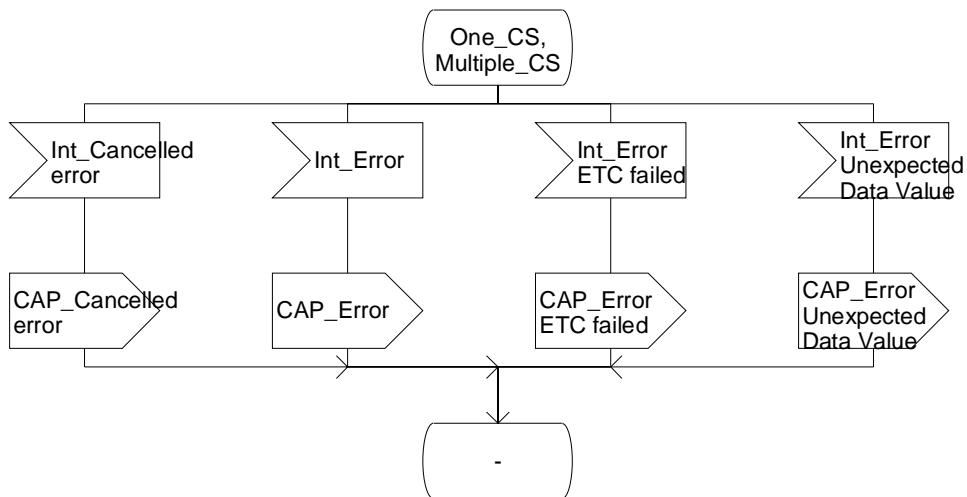 One_CS,
Multiple_CS
Int_Cancelled
error
Int_Error
Int_Error
ETC failed
Int_Error
Unexpected
Data Value
CAP_Cancelled
error
CAP_Error
CAP_Error
ETC failed
CAP_Error
Unexpected
Data Value
-